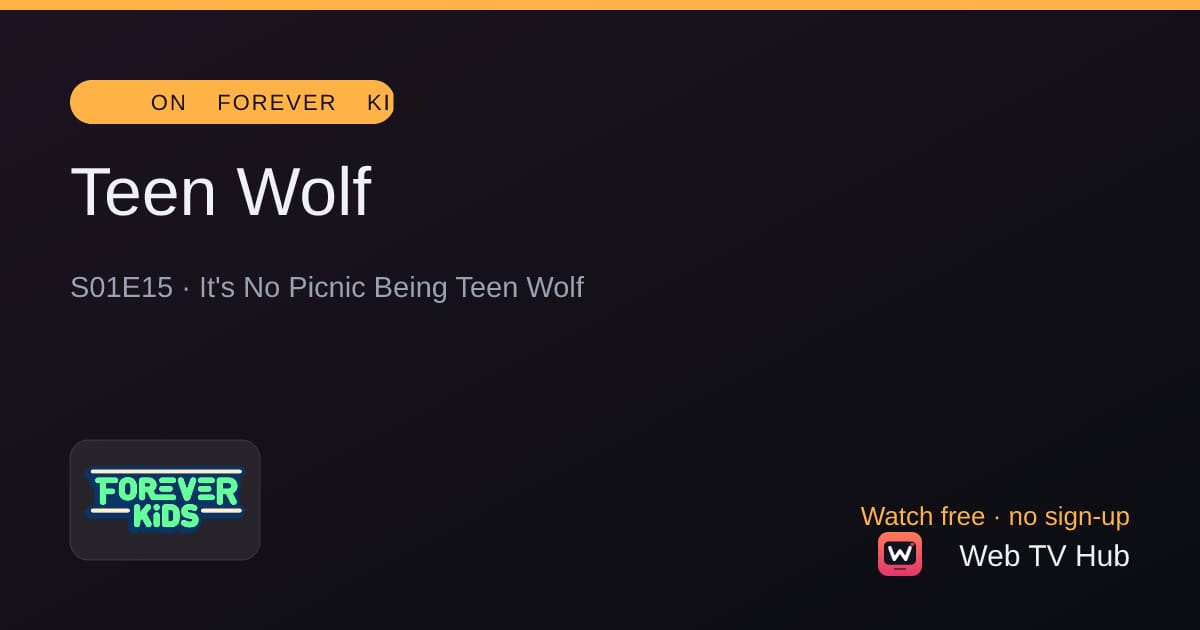 ON FOREVER KI
Teen Wolf
S01E15 · It's No Picnic Being Teen Wolf
FOREVER
KiDS
Watch free · no sign-up
W Web TV Hub